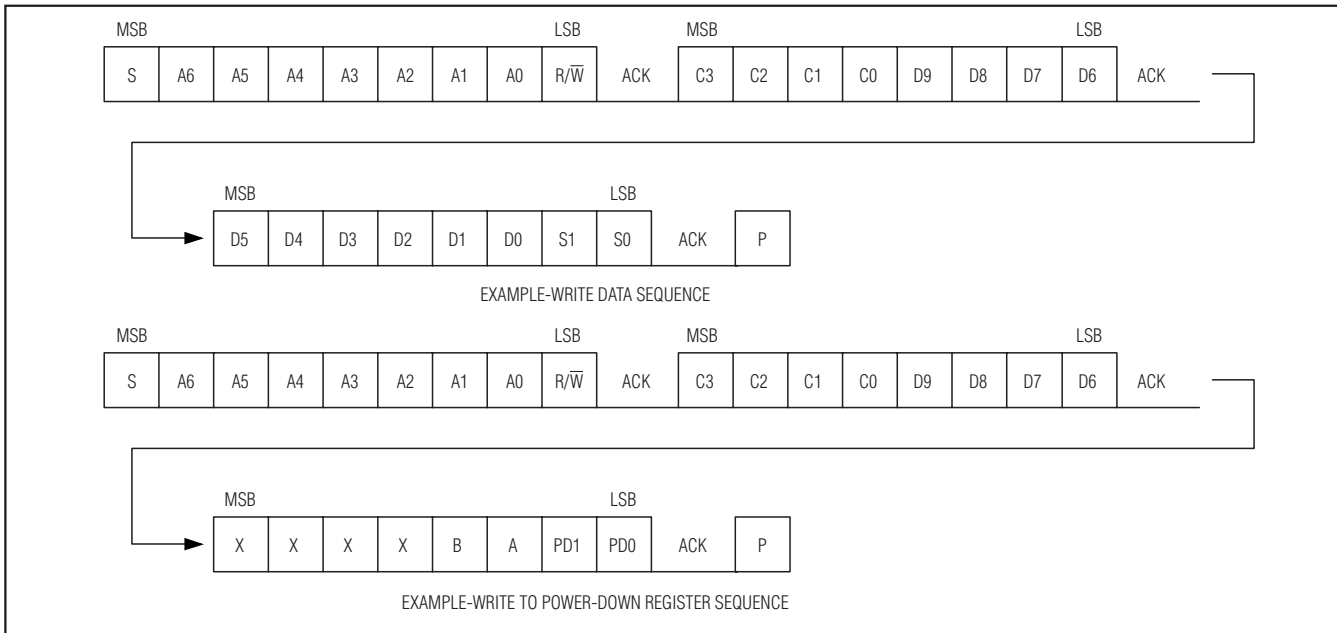 MSB LSB MSB LSB
S A6 A5 A4 A3 A2 A1 A0 R/W̅ ACK C3 C2 C1 C0 D9 D8 D7 D6 ACK
MSB LSB
D5 D4 D3 D2 D1 D0 S1 S0 ACK P
EXAMPLE-WRITE DATA SEQUENCE
MSB LSB MSB LSB
S A6 A5 A4 A3 A2 A1 A0 R/W̅ ACK C3 C2 C1 C0 D9 D8 D7 D6 ACK
MSB LSB
X X X X B A PD1 PD0 ACK P
EXAMPLE-WRITE TO POWER-DOWN REGISTER SEQUENCE